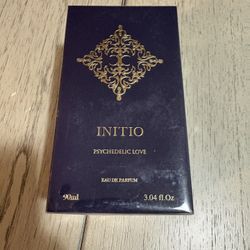 INITIO
PSYCHEDELIC LOVE
EAU DE PARFUM
90ml 3.04 fl.Oz